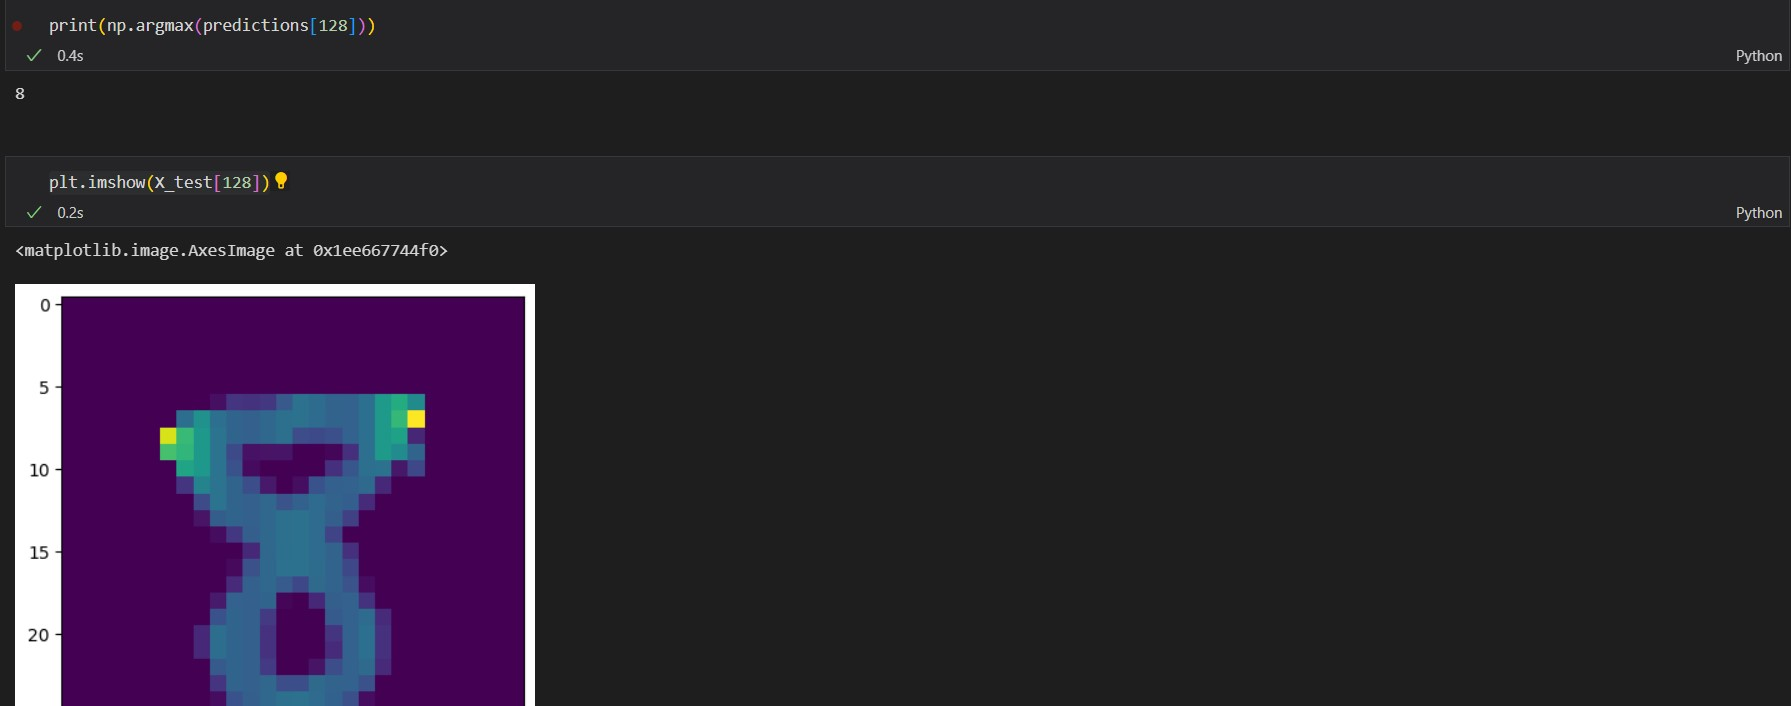 print(np.argmax(predictions[128]))
0.4s
Python
8
plt.imshow(X_test[128])
0.2s
Python
<matplotlib.image.AxesImage at 0x1ee667744f0>
0
5
10
15
20